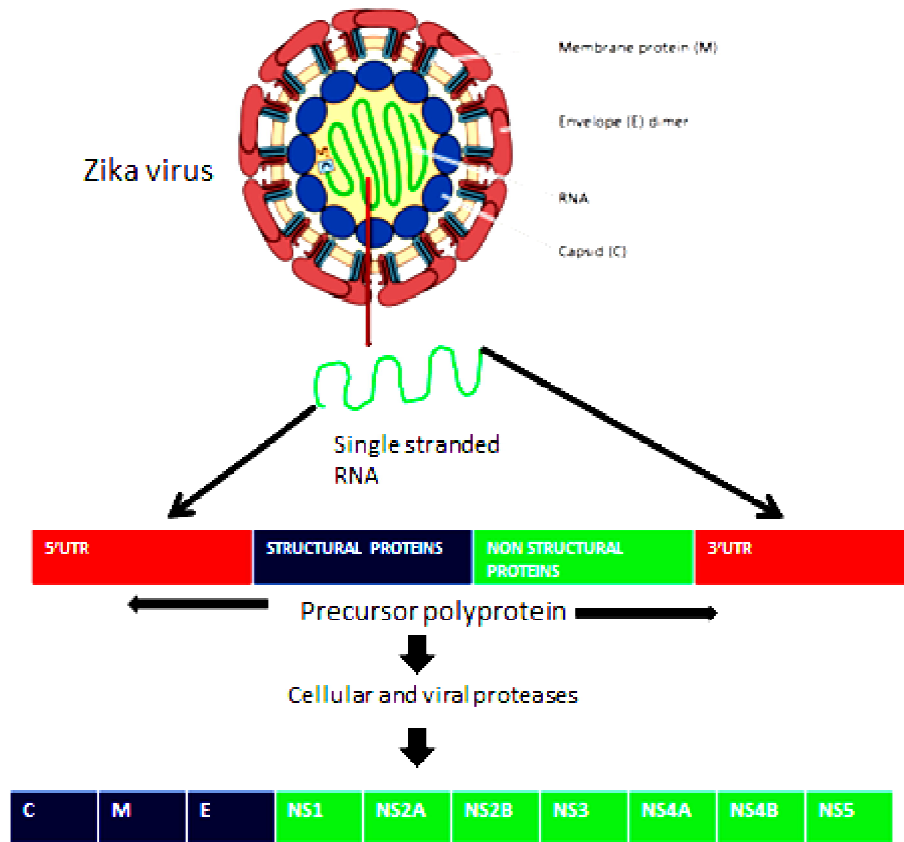 Membrane protein (M)
Envelope (E) dimer
Zika virus
RNA
Capsid (C)
Single stranded
RNA
5'UTR
STRUCTURAL PROTEINS
NON STRUCTURAL
PROTEINS
3'UTR
Precursor polyprotein
Cellular and viral proteases
C
M
E
NS1
NS2A
NS2B
NS3
NS4A
NS4B
NS5